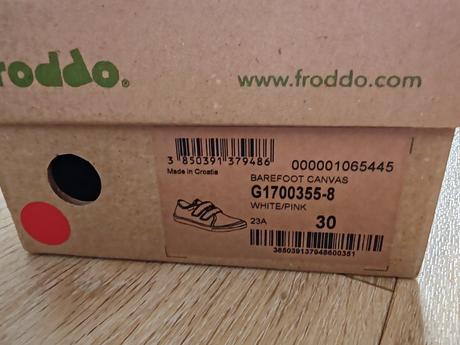 froddo®
www.froddo.com
3 850391 379486
000001065445
Made in Croatia
BAREFOOT CANVAS
G1700355-8
WHITE/PINK
23A
30
385039137948600351